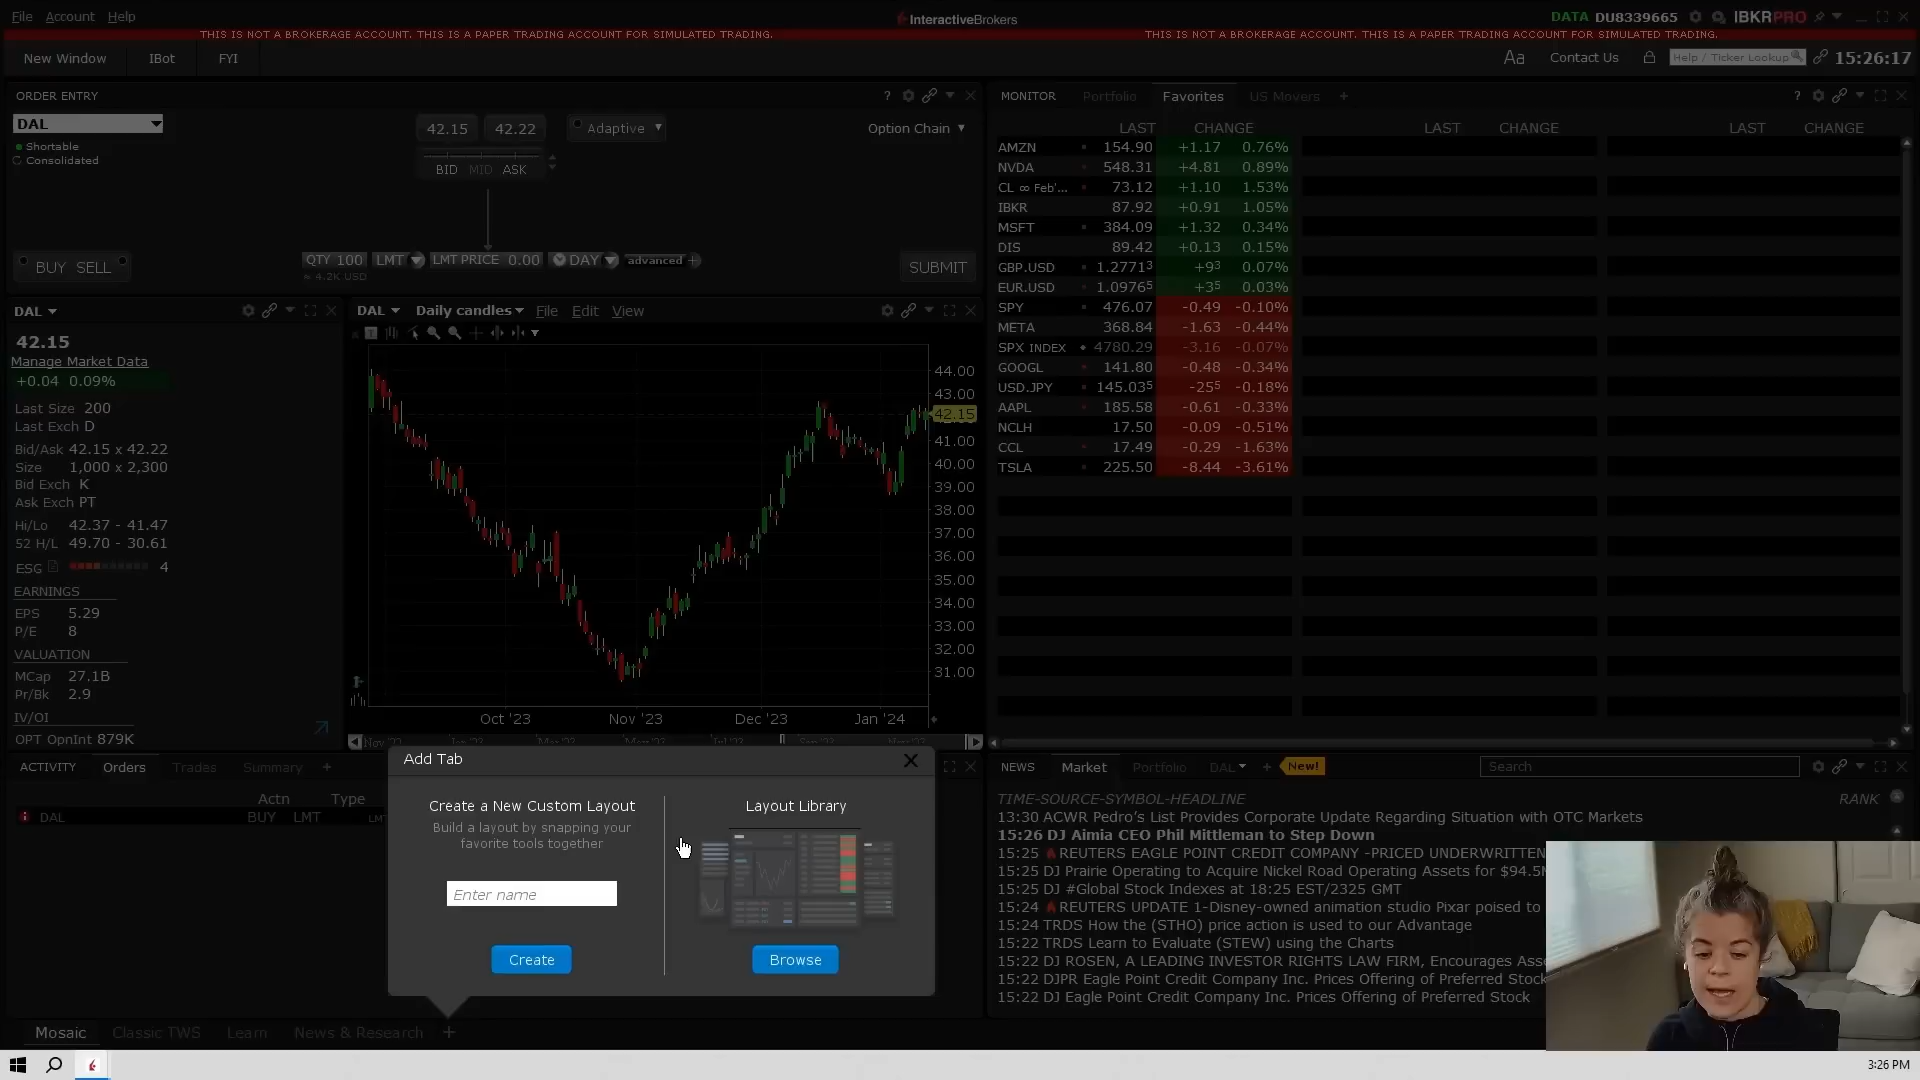 File Account Help
InteractiveBrokers
DATA DU8339665 IBKRPRO
THIS IS NOT A BROKERAGE ACCOUNT. THIS IS A PAPER TRADING ACCOUNT FOR SIMULATED TRADING.
THIS IS NOT A BROKERAGE ACCOUNT. THIS IS A PAPER TRADING ACCOUNT FOR SIMULATED TRADING.
New Window IBot FYI
Aa Contact Us Help / Ticker Lookup 15:26:17
ORDER ENTRY ?
DAL
Shortable
Consolidated
42.15 42.22 Adaptive
Option Chain
BID MID ASK
BUY SELL
QTY 100 LMT LMT PRICE 0.00 DAY advanced +
≈ 4.2K USD
SUBMIT
DAL
42.15
Manage Market Data
+0.04 0.09%
Last Size 200
Last Exch D
Bid/Ask 42.15 x 42.22
Size 1,000 x 2,300
Bid Exch K
Ask Exch PT
Hi/Lo 42.37 - 41.47
52 H/L 49.70 - 30.61
ESG 4
EARNINGS
EPS 5.29
P/E 8
VALUATION
MCap 27.1B
Pr/Bk 2.9
IV/OI
OPT OpnInt 879K
DAL Daily candles File Edit View
44.00
43.00
42.15
41.00
40.00
39.00
38.00
37.00
36.00
35.00
34.00
33.00
32.00
31.00
Oct '23 Nov '23 Dec '23 Jan '24
MONITOR Portfolio Favorites US Movers + ?
LAST CHANGE LAST CHANGE LAST CHANGE
AMZN 154.90 +1.17 0.76%
NVDA 548.31 +4.81 0.89%
CL ∞ Feb'... 73.12 +1.10 1.53%
IBKR 87.92 +0.91 1.05%
MSFT 384.09 +1.32 0.34%
DIS 89.42 +0.13 0.15%
GBP.USD 1.2771³ +9³ 0.07%
EUR.USD 1.0976⁵ +3⁵ 0.03%
SPY 476.07 -0.49 -0.10%
META 368.84 -1.63 -0.44%
SPX INDEX 4780.29 -3.16 -0.07%
GOOGL 141.80 -0.48 -0.34%
USD.JPY 145.03⁵ -25⁵ -0.18%
AAPL 185.58 -0.61 -0.33%
NCLH 17.50 -0.09 -0.51%
CCL 17.49 -0.29 -1.63%
TSLA 225.50 -8.44 -3.61%
ACTIVITY Orders Trades Summary +
Actn Type
DAL BUY LMT LMT
Add Tab
Create a New Custom Layout
Build a layout by snapping your
favorite tools together
Enter name
Create
Layout Library
Browse
NEWS Market Portfolio DAL + New! Search
TIME-SOURCE-SYMBOL-HEADLINE RANK
13:30 ACWR Pedro's List Provides Corporate Update Regarding Situation with OTC Markets
15:26 DJ Aimia CEO Phil Mittleman to Step Down
15:25 REUTERS EAGLE POINT CREDIT COMPANY -PRICED UNDERWRITTEN
15:25 DJ Prairie Operating to Acquire Nickel Road Operating Assets for $94.5M
15:25 DJ #Global Stock Indexes at 18:25 EST/2325 GMT
15:24 REUTERS UPDATE 1-Disney-owned animation studio Pixar poised to
15:24 TRDS How the (STHO) price action is used to our Advantage
15:22 TRDS Learn to Evaluate (STEW) using the Charts
15:22 DJ ROSEN, A LEADING INVESTOR RIGHTS LAW FIRM, Encourages Ass
15:22 DJPR Eagle Point Credit Company Inc. Prices Offering of Preferred Stock
15:22 DJ Eagle Point Credit Company Inc. Prices Offering of Preferred Stock
Mosaic Classic TWS Learn News & Research +
3:26 PM